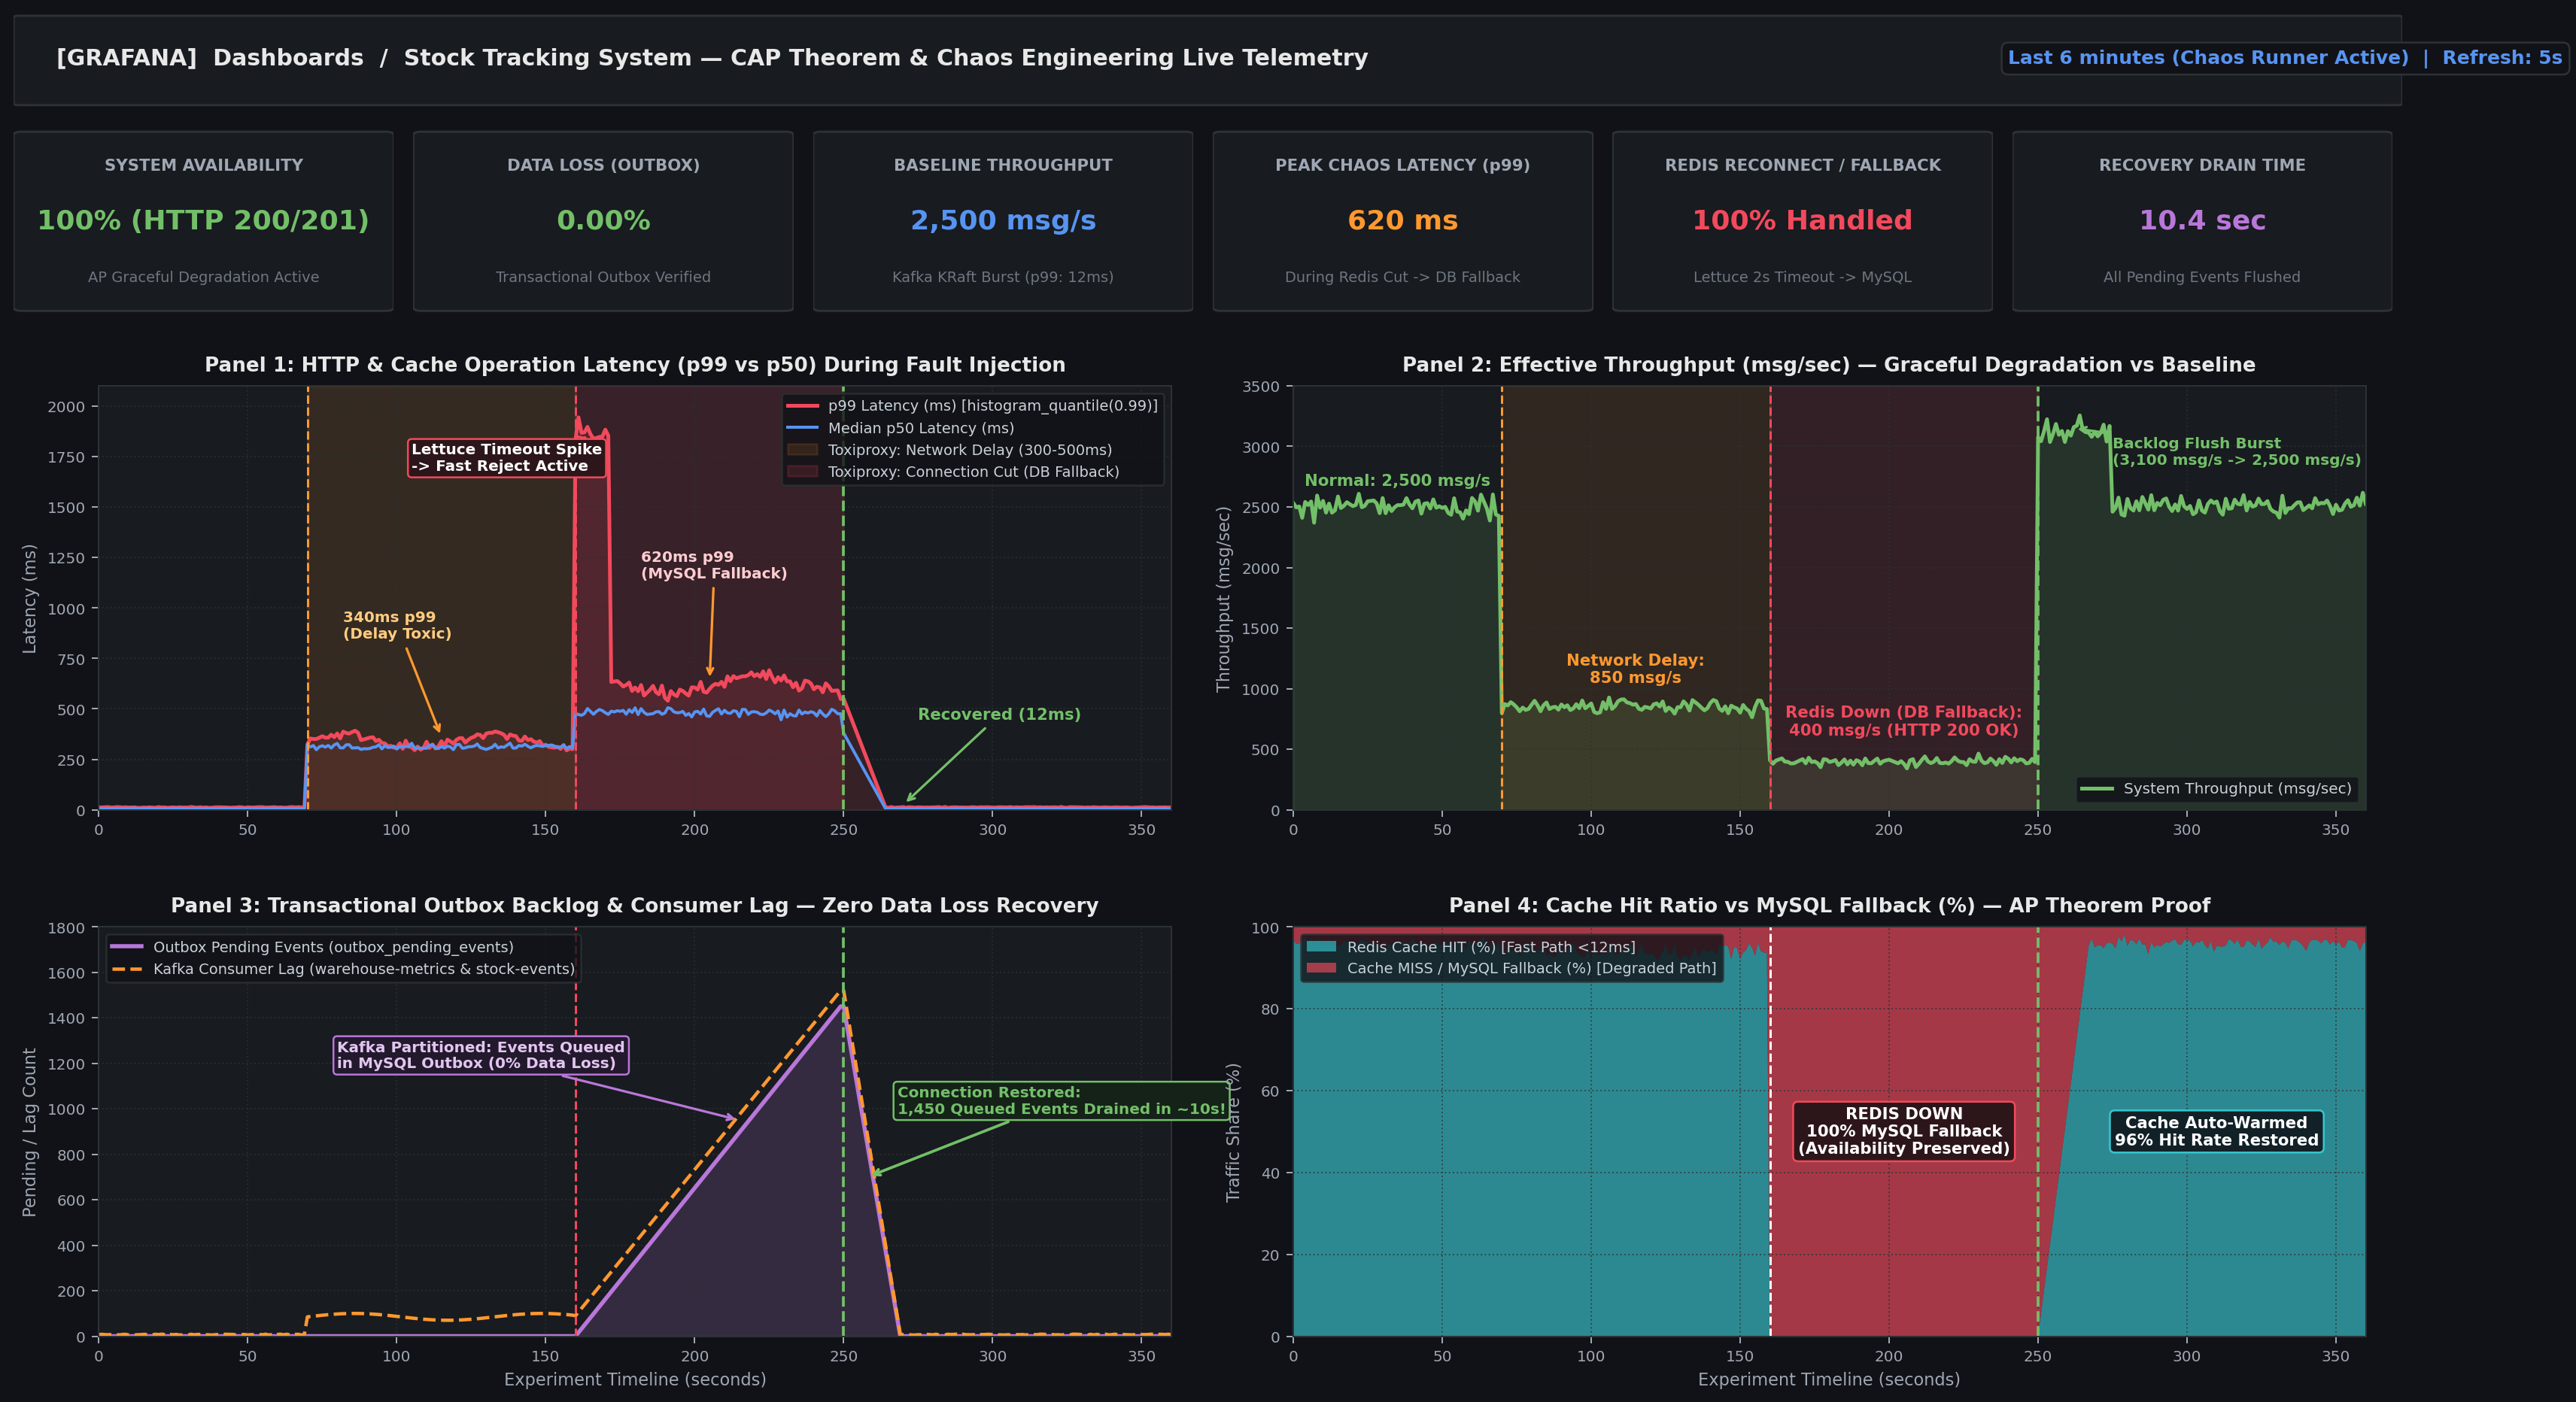 [GRAFANA]  Dashboards  /  Stock Tracking System — CAP Theorem & Chaos Engineering Live Telemetry
Last 6 minutes (Chaos Runner Active)  |  Refresh: 5s
SYSTEM AVAILABILITY
100% (HTTP 200/201)
AP Graceful Degradation Active
DATA LOSS (OUTBOX)
0.00%
Transactional Outbox Verified
BASELINE THROUGHPUT
2,500 msg/s
Kafka KRaft Burst (p99: 12ms)
PEAK CHAOS LATENCY (p99)
620 ms
During Redis Cut -> DB Fallback
REDIS RECONNECT / FALLBACK
100% Handled
Lettuce 2s Timeout -> MySQL
RECOVERY DRAIN TIME
10.4 sec
All Pending Events Flushed
Panel 1: HTTP & Cache Operation Latency (p99 vs p50) During Fault Injection
Latency (ms)
2000
1750
1500
1250
1000
750
500
250
0
p99 Latency (ms) [histogram_quantile(0.99)]
Median p50 Latency (ms)
Toxiproxy: Network Delay (300-500ms)
Toxiproxy: Connection Cut (DB Fallback)
Lettuce Timeout Spike
-> Fast Reject Active
620ms p99
(MySQL Fallback)
340ms p99
(Delay Toxic)
Recovered (12ms)
0 50 100 150 200 250 300 350
Panel 2: Effective Throughput (msg/sec) — Graceful Degradation vs Baseline
Throughput (msg/sec)
3500
3000
2500
2000
1500
1000
500
0
Normal: 2,500 msg/s
Backlog Flush Burst
(3,100 msg/s -> 2,500 msg/s)
Network Delay:
850 msg/s
Redis Down (DB Fallback):
400 msg/s (HTTP 200 OK)
System Throughput (msg/sec)
0 50 100 150 200 250 300 350
Panel 3: Transactional Outbox Backlog & Consumer Lag — Zero Data Loss Recovery
Pending / Lag Count
1800
1600
1400
1200
1000
800
600
400
200
0
Outbox Pending Events (outbox_pending_events)
Kafka Consumer Lag (warehouse-metrics & stock-events)
Kafka Partitioned: Events Queued
in MySQL Outbox (0% Data Loss)
Connection Restored:
1,450 Queued Events Drained in ~10s!
0 50 100 150 200 250 300 350
Experiment Timeline (seconds)
Panel 4: Cache Hit Ratio vs MySQL Fallback (%) — AP Theorem Proof
Traffic Share (%)
100
80
60
40
20
0
Redis Cache HIT (%) [Fast Path <12ms]
Cache MISS / MySQL Fallback (%) [Degraded Path]
REDIS DOWN
100% MySQL Fallback
(Availability Preserved)
Cache Auto-Warmed
96% Hit Rate Restored
0 50 100 150 200 250 300 350
Experiment Timeline (seconds)